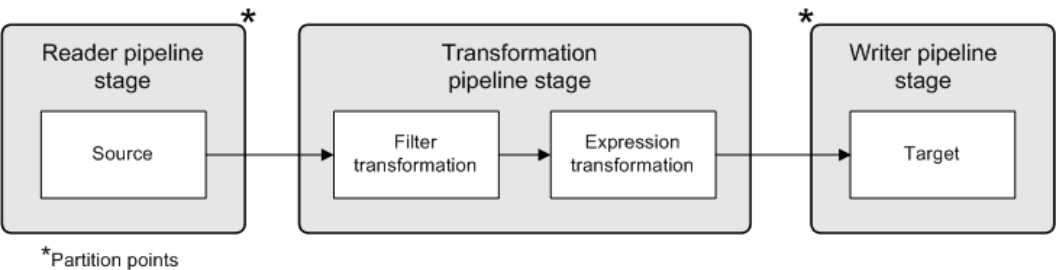 *
*
Reader pipeline
stage
Transformation
pipeline stage
Writer pipeline
stage
Source
Filter
transformation
Expression
transformation
Target
*Partition points